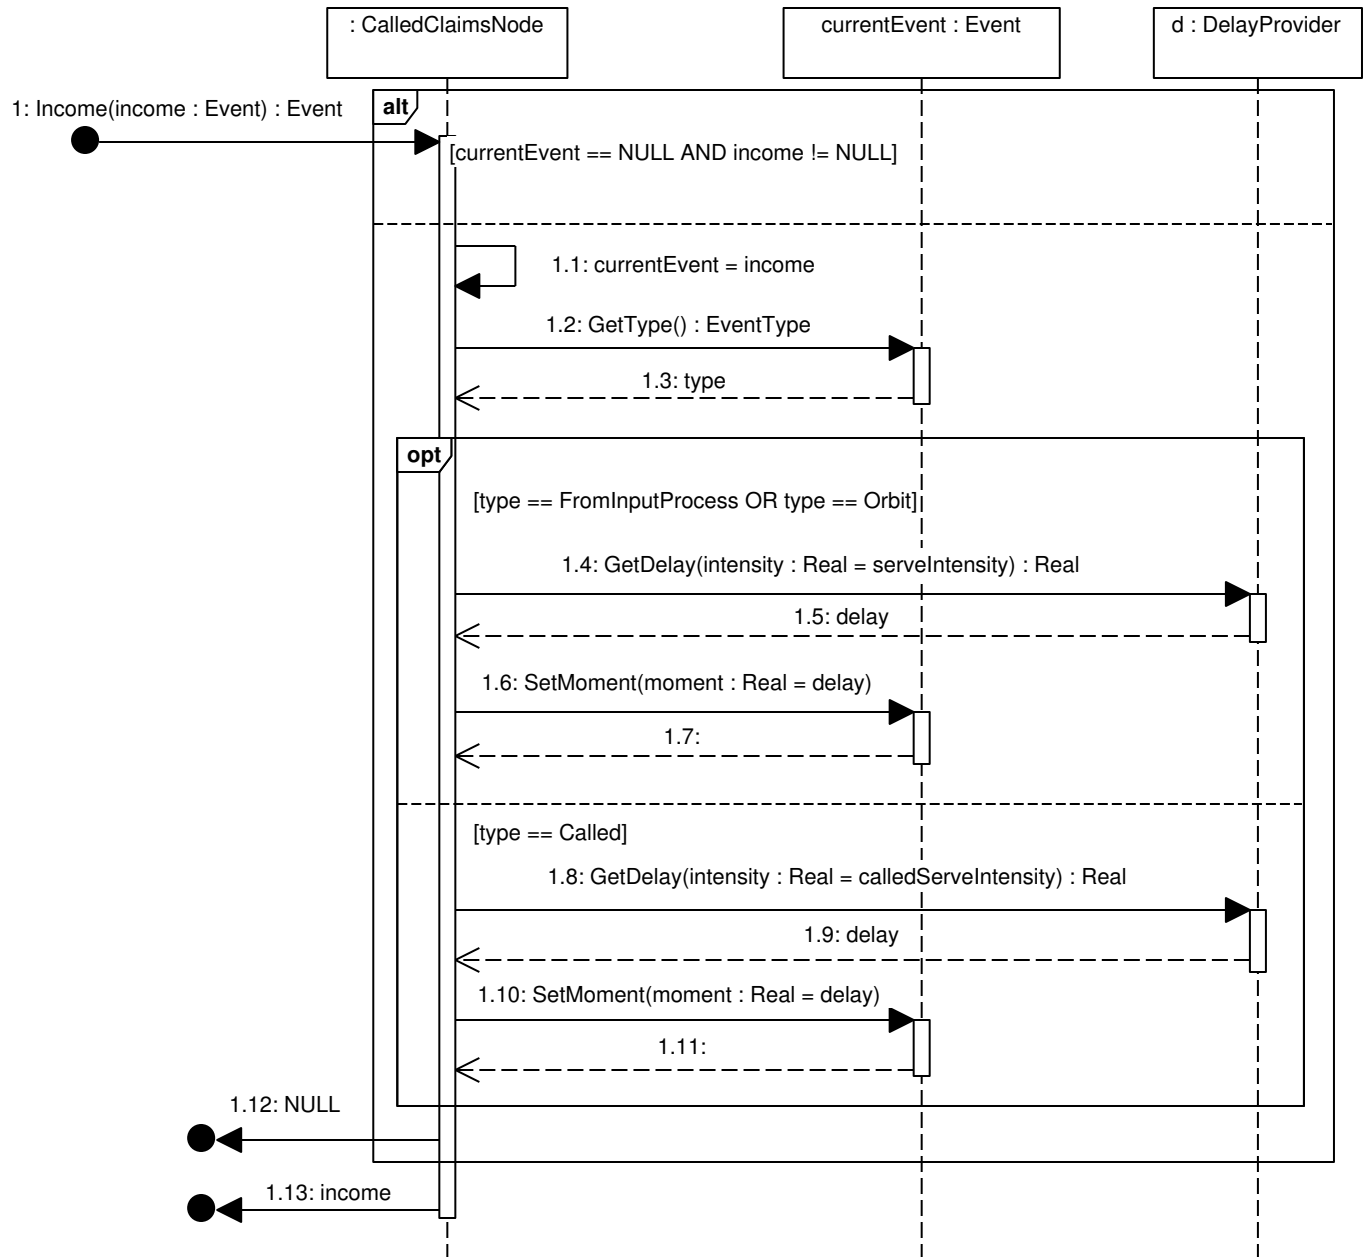 : CalledClaimsNode
currentEvent : Event
d : DelayProvider
1: Income(income : Event) : Event
alt
[currentEvent == NULL AND income != NULL]
1.1: currentEvent = income
1.2: GetType() : EventType
1.3: type
opt
[type == FromInputProcess OR type == Orbit]
1.4: GetDelay(intensity : Real = serveIntensity) : Real
1.5: delay
1.6: SetMoment(moment : Real = delay)
1.7:
[type == Called]
1.8: GetDelay(intensity : Real = calledServeIntensity) : Real
1.9: delay
1.10: SetMoment(moment : Real = delay)
1.11:
1.12: NULL
1.13: income